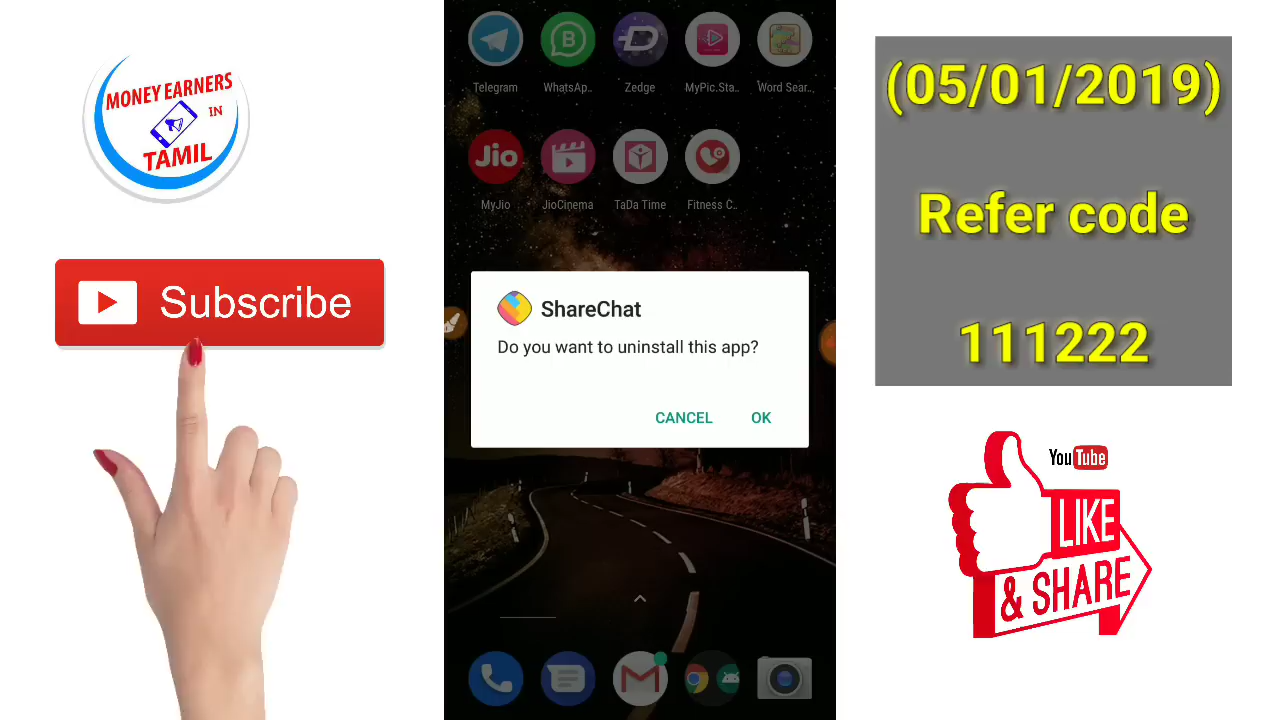 MONEY EARNERS
IN
TAMIL
Subscribe
Telegram
WhatsAp..
Zedge
MyPic.Sta..
Word Sear..
Jio
MyJio
JioCinema
TaDa Time
Fitness C..
ShareChat
Do you want to uninstall this app?
CANCEL
OK
(05/01/2019)
Refer code
111222
YouTube
LIKE
& SHARE